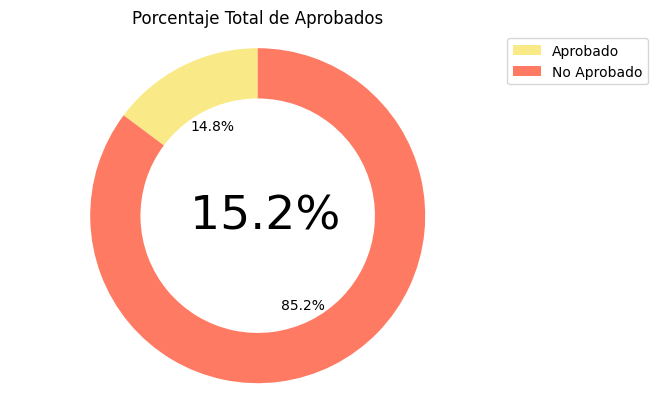 Porcentaje Total de Aprobados
Aprobado
No Aprobado
14.8%
15.2%
85.2%